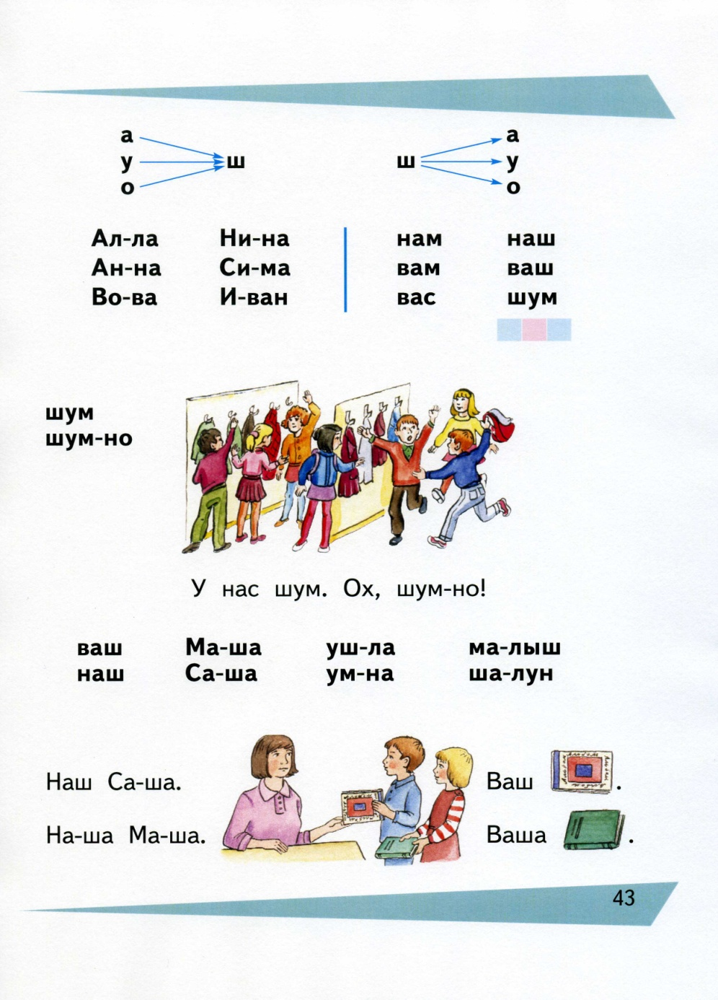 а ш ш а
у у
о о
Ал-ла Ни-на нам наш
Ан-на Си-ма вам ваш
Во-ва И-ван вас шум
шум
шум-но
У нас шум. Ох, шум-но!
ваш Ма-ша уш-ла ма-лыш
наш Са-ша ум-на ша-лун
Наш Са-ша. Ваш .
На-ша Ма-ша. Ваша .
43